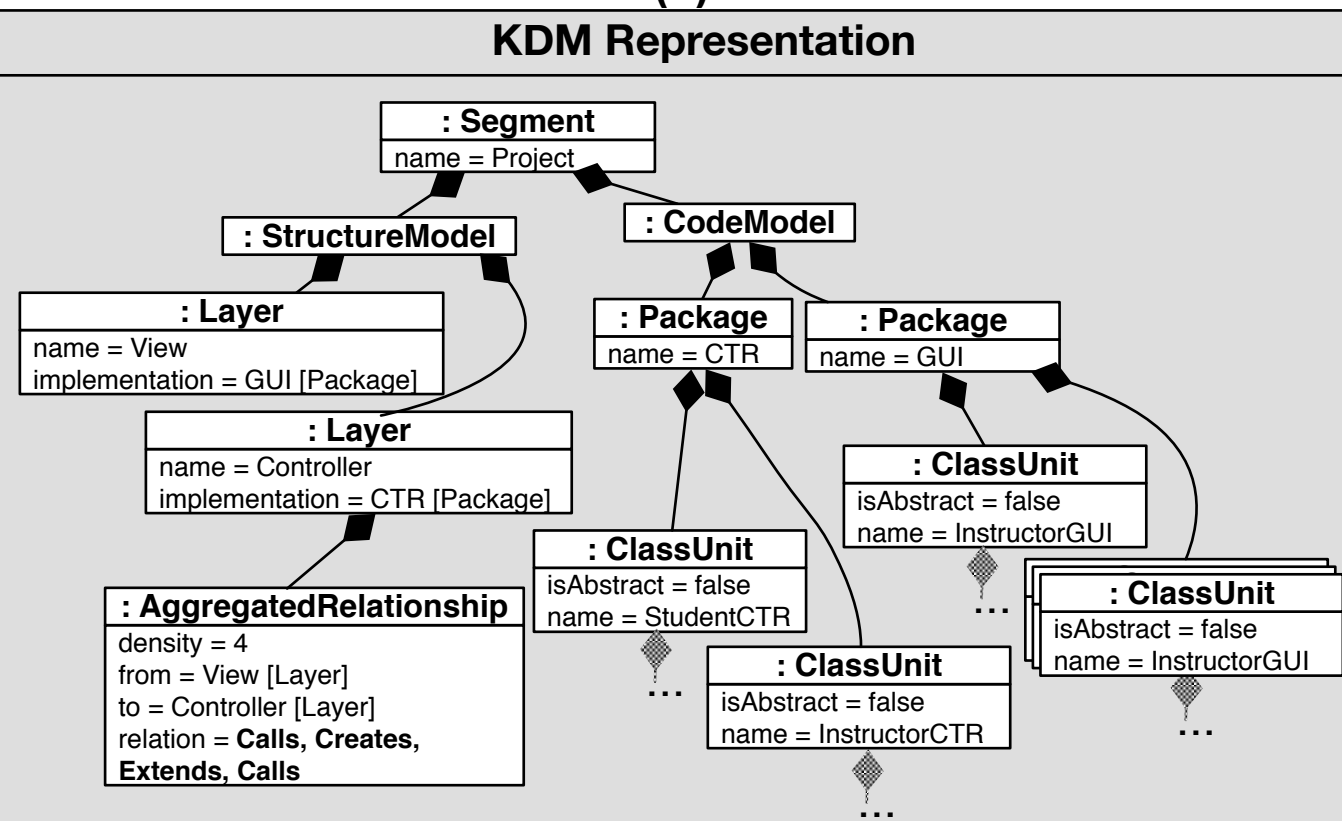 KDM Representation
: Segment
name = Project
: StructureModel
: CodeModel
: Layer
name = View
implementation = GUI [Package]
: Package
name = CTR
: Package
name = GUI
: Layer
name = Controller
implementation = CTR [Package]
: ClassUnit
isAbstract = false
name = InstructorGUI
...
: ClassUnit
isAbstract = false
name = StudentCTR
...
: ClassUnit
isAbstract = false
name = InstructorGUI
...
: AggregatedRelationship
density = 4
from = View [Layer]
to = Controller [Layer]
relation = Calls, Creates,
Extends, Calls
: ClassUnit
isAbstract = false
name = InstructorCTR
...